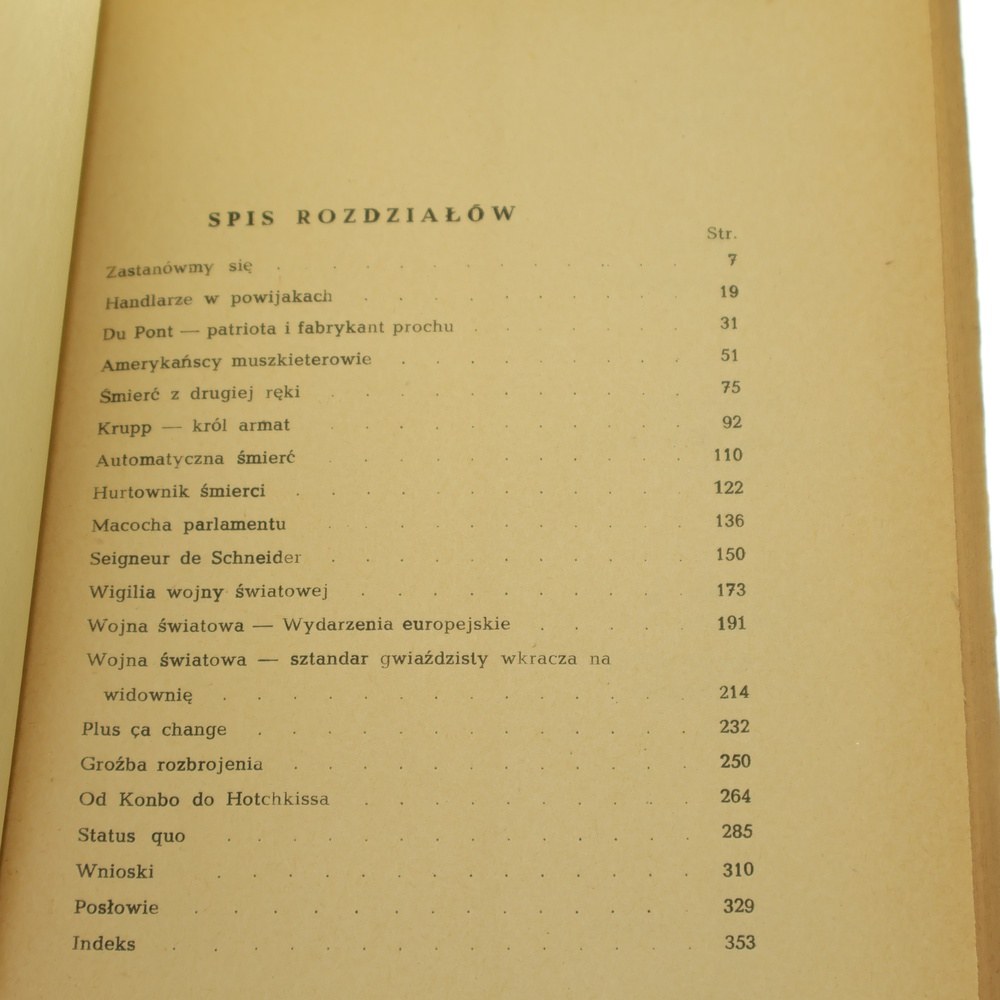 SPIS ROZDZIAŁÓW
Str.
Zastanówmy się . . . . . . . . . . 7
Handlarze w powijakach . . . . . . . . 19
Du Pont — patriota i fabrykant prochu . . . . . 31
Amerykańscy muszkieterowie . . . . . . . . 51
Śmierć z drugiej ręki . . . . . . . . . 75
Krupp — król armat . . . . . . . . . 92
Automatyczna śmierć . . . . . . . . . 110
Hurtownik śmierci . . . . . . . . . . 122
Macocha parlamentu . . . . . . . . . 136
Seigneur de Schneider . . . . . . . . . 150
Wigilia wojny światowej . . . . . . . . 173
Wojna światowa — Wydarzenia europejskie . . . . 191
Wojna światowa — sztandar gwiaździsty wkracza na
widownię . . . . . . . . . . . . 214
Plus ça change . . . . . . . . . . . 232
Groźba rozbrojenia . . . . . . . . . . 250
Od Konbo do Hotchkissa . . . . . . . . 264
Status quo . . . . . . . . . . . . 285
Wnioski . . . . . . . . . . . . 310
Posłowie . . . . . . . . . . . . 329
Indeks . . . . . . . . . . . . . 353